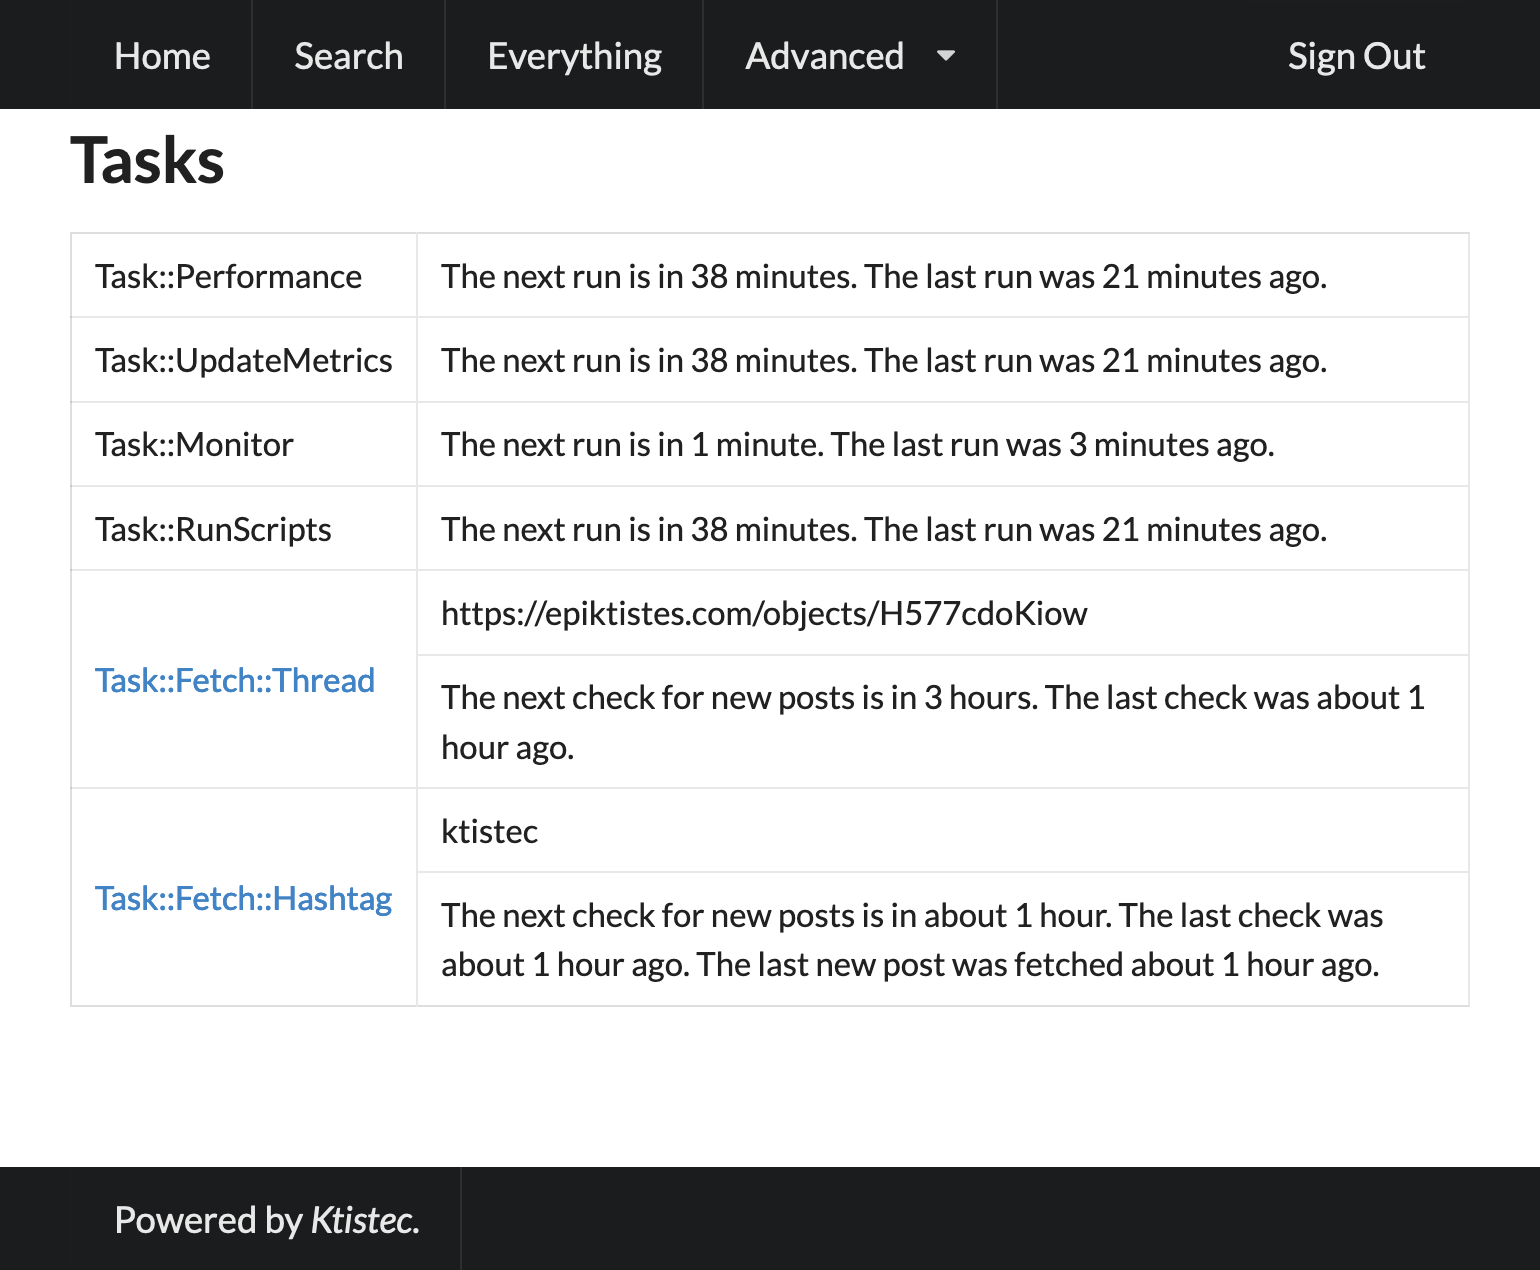 Home Search Everything Advanced Sign Out
Tasks
Task::Performance The next run is in 38 minutes. The last run was 21 minutes ago.
Task::UpdateMetrics The next run is in 38 minutes. The last run was 21 minutes ago.
Task::Monitor The next run is in 1 minute. The last run was 3 minutes ago.
Task::RunScripts The next run is in 38 minutes. The last run was 21 minutes ago.
Task::Fetch::Thread
https://epiktistes.com/objects/H577cdoKiow
The next check for new posts is in 3 hours. The last check was about 1
hour ago.
Task::Fetch::Hashtag
ktistec
The next check for new posts is in about 1 hour. The last check was
about 1 hour ago. The last new post was fetched about 1 hour ago.
Powered by Ktistec.